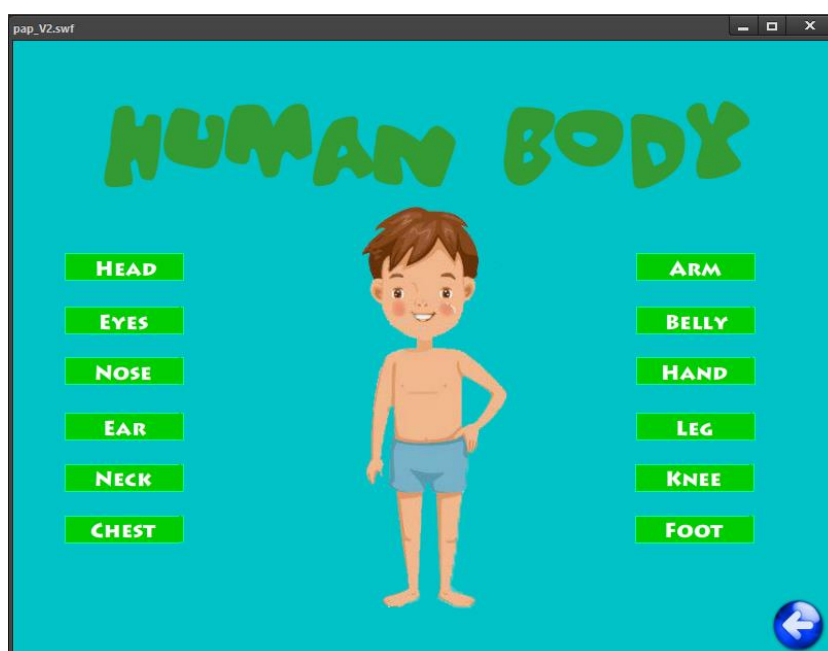 pap_V2.swf
HUMAN BODY
HEAD
EYES
NOSE
EAR
NECK
CHEST
ARM
BELLY
HAND
LEG
KNEE
FOOT